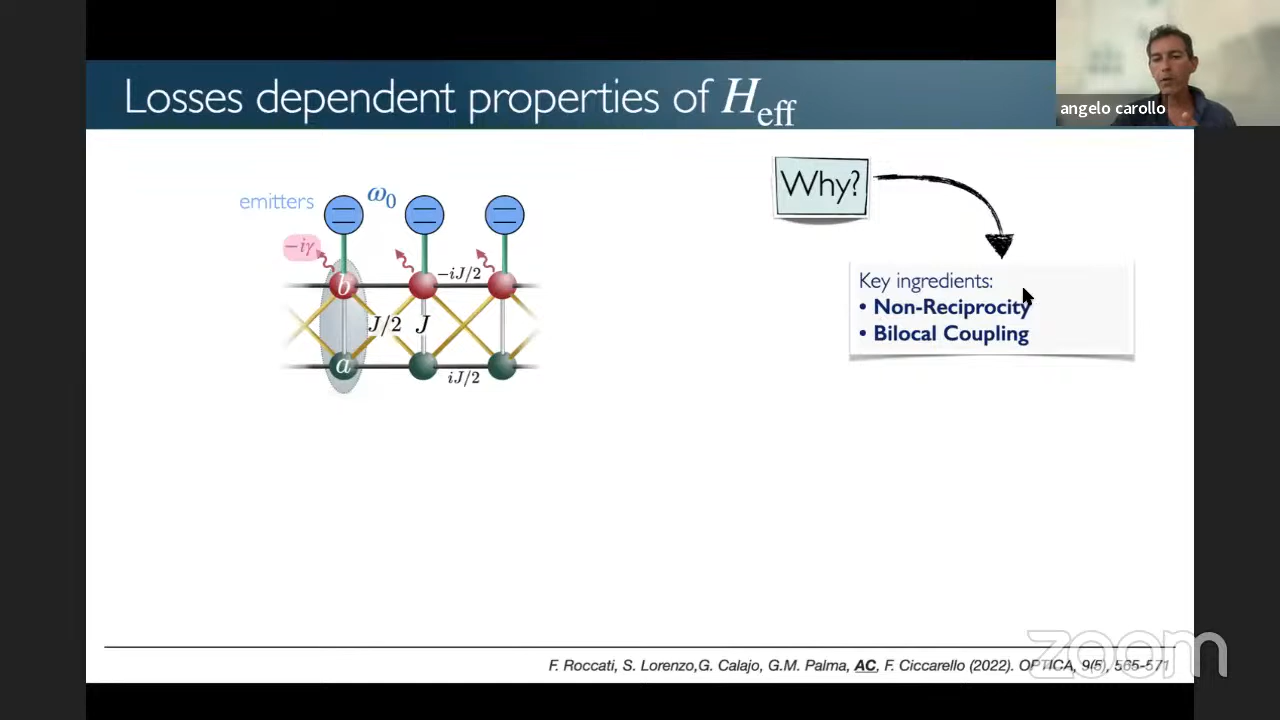 Losses dependent properties of H_eff
angelo carollo
emitters
ω₀
Why?
−iγ
−iJ/2
b
J/2
J
a
iJ/2
Key ingredients:
• Non-Reciprocity
• Bilocal Coupling
zoom
F. Roccati, S. Lorenzo,G. Calajo, G.M. Palma, AC, F. Ciccarello (2022). OPTICA, 9(5), 565-571